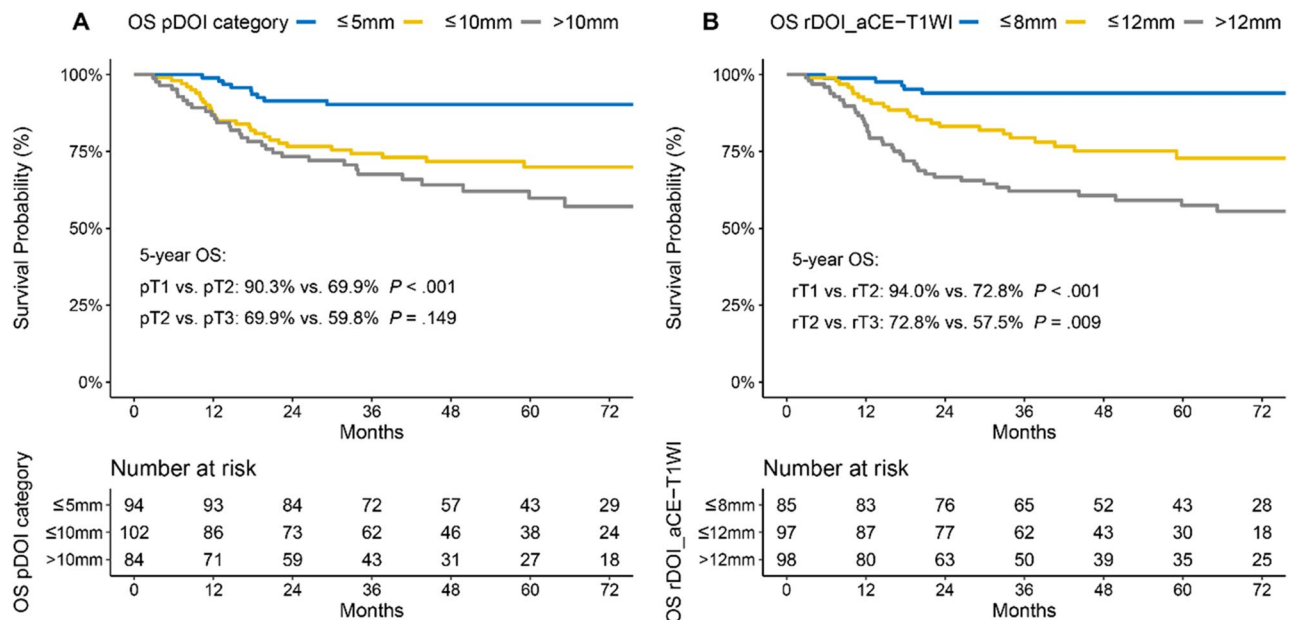 A OS pDOI category ≤5mm ≤10mm >10mm
Survival Probability (%)
100%
75%
50%
25%
0%
5-year OS:
pT1 vs. pT2: 90.3% vs. 69.9% P < .001
pT2 vs. pT3: 69.9% vs. 59.8% P = .149
0 12 24 36 48 60 72
Months
OS pDOI category
Number at risk
≤5mm 94 93 84 72 57 43 29
≤10mm 102 86 73 62 46 38 24
>10mm 84 71 59 43 31 27 18
0 12 24 36 48 60 72
Months
B OS rDOI_aCE−T1WI ≤8mm ≤12mm >12mm
Survival Probability (%)
100%
75%
50%
25%
0%
5-year OS:
rT1 vs. rT2: 94.0% vs. 72.8% P < .001
rT2 vs. rT3: 72.8% vs. 57.5% P = .009
0 12 24 36 48 60 72
Months
OS rDOI_aCE−T1WI
Number at risk
≤8mm 85 83 76 65 52 43 28
≤12mm 97 87 77 62 43 30 18
>12mm 98 80 63 50 39 35 25
0 12 24 36 48 60 72
Months